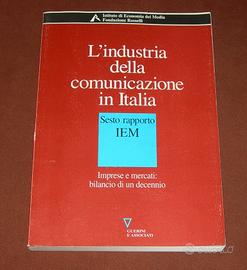 Istituto di Economia dei Media
Fondazione Rosselli
L'industria
della
comunicazione
in Italia
Sesto rapporto
IEM
Imprese e mercati:
bilancio di un decennio
GUERINI
E ASSOCIATI
subito